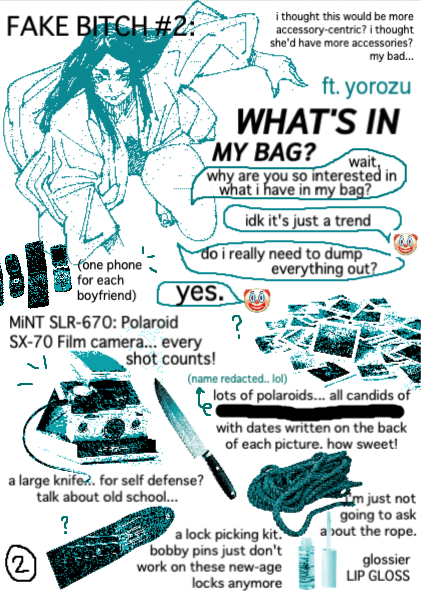 FAKE BITCH #2:
i thought this would be more
accessory-centric? i thought
she'd have more accessories?
my bad...
ft. yorozu
WHAT'S IN
MY BAG?
wait,
why are you so interested in
what i have in my bag?
idk it's just a trend
do i really need to dump
everything out?
yes.
(one phone
for each
boyfriend)
MiNT SLR-670: Polaroid
SX-70 Film camera... every
shot counts!
?
(name redacted.. lol)
lots of polaroids... all candids of
with dates written on the back
of each picture. how sweet!
a large knife.. for self defense?
talk about old school...
i'm just not
going to ask
about the rope.
?
a lock picking kit.
bobby pins just don't
work on these new-age
locks anymore
glossier
LIP GLOSS
2